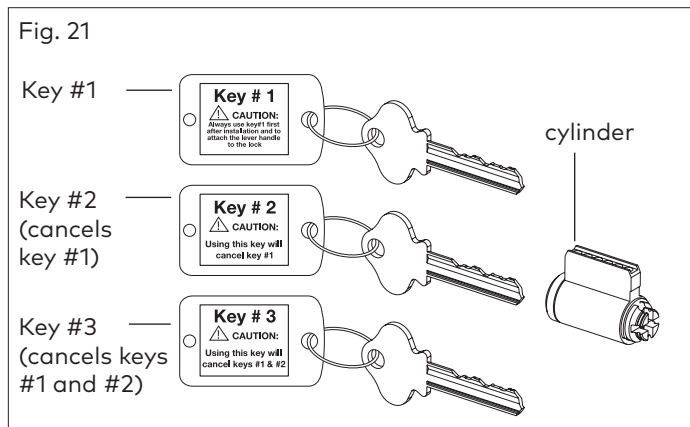 Fig. 21
Key #1
Key # 1
CAUTION:
Always use key#1 first
after installation and to
attach the lever handle
to the lock
cylinder
Key #2
(cancels
key #1)
Key # 2
CAUTION:
Using this key will
cancel key #1
Key #3
(cancels keys
#1 and #2)
Key # 3
CAUTION:
Using this key will
cancel keys #1 & #2